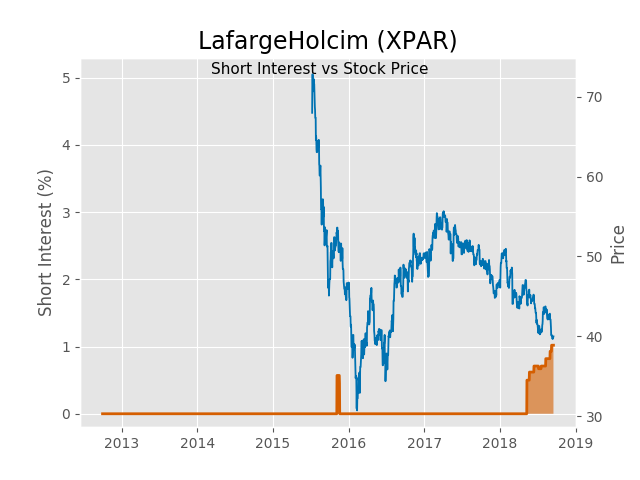 LafargeHolcim (XPAR)
Short Interest vs Stock Price
Short Interest (%)
5
4
3
2
1
0
70
60
50
40
30
Price
2013 2014 2015 2016 2017 2018 2019